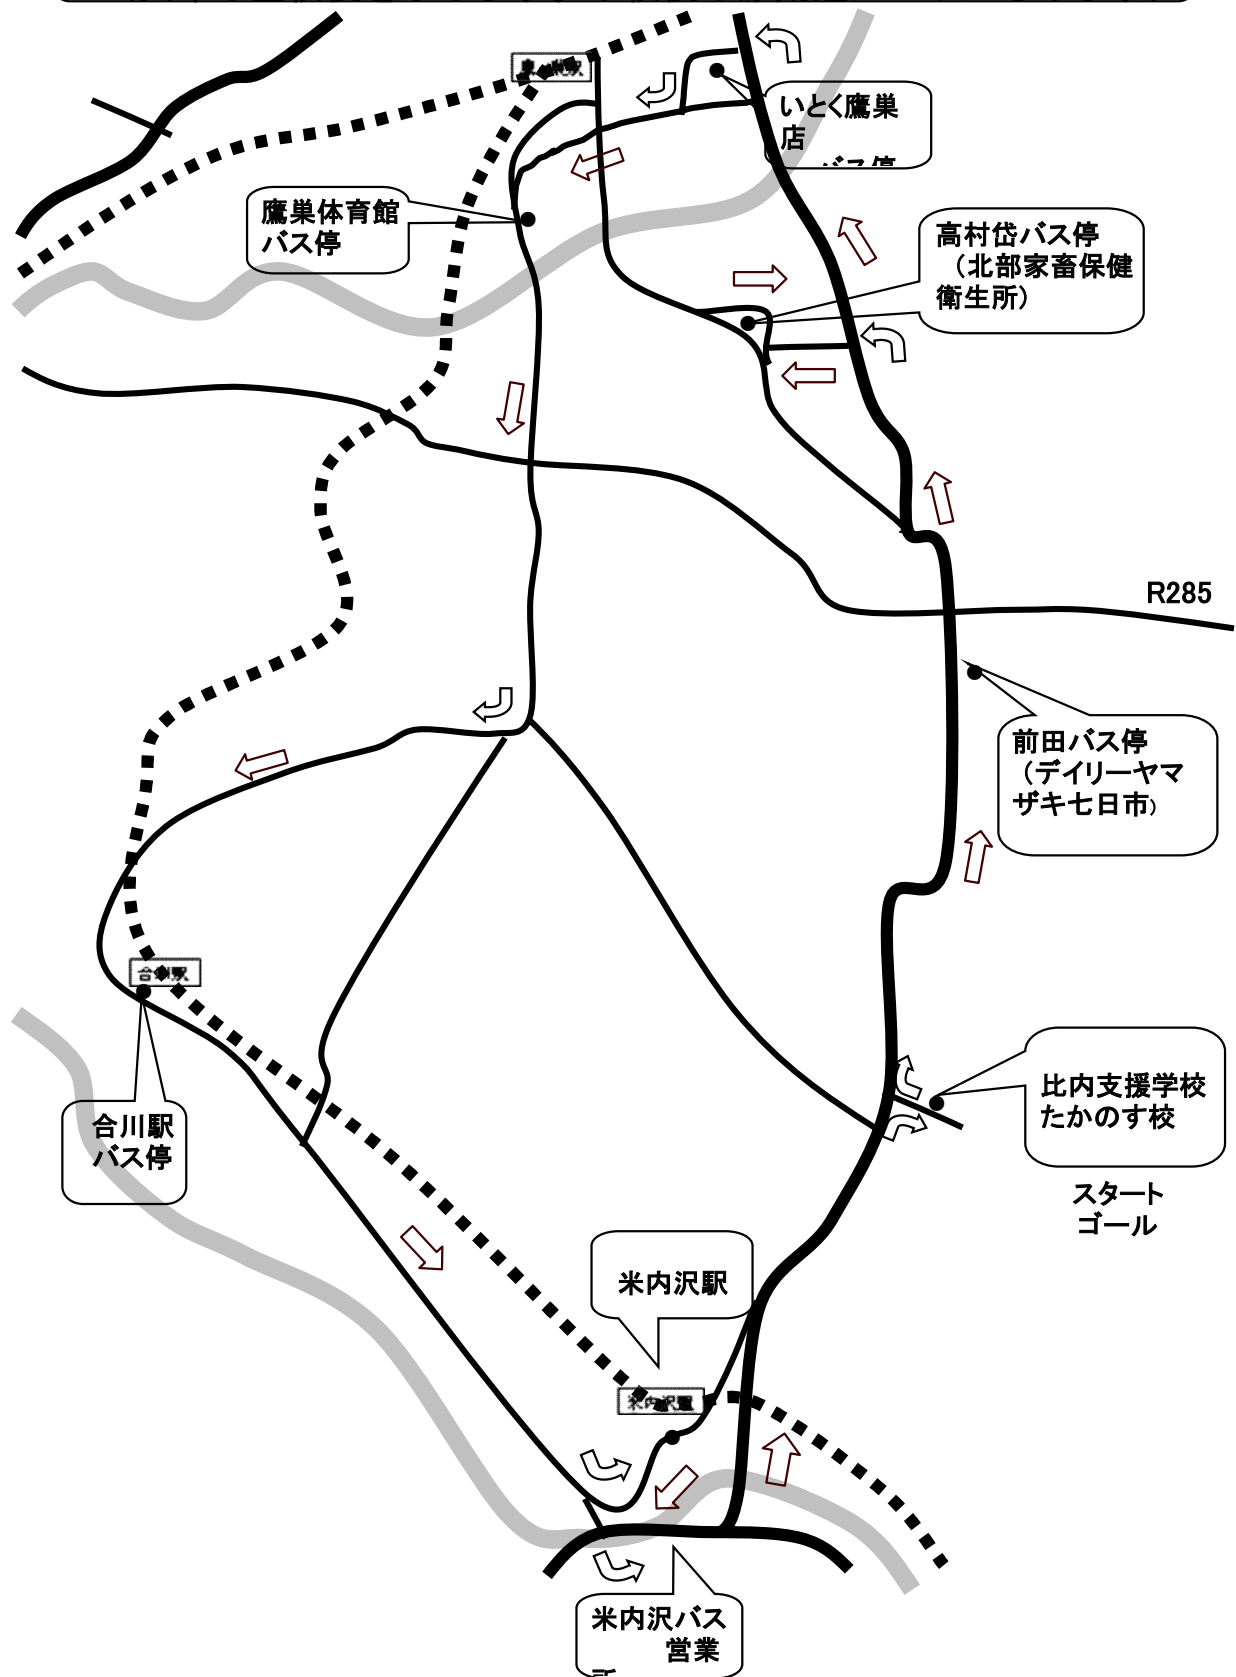 いとく鷹巣
店
バス停
鷹巣体育館
バス停
高村岱バス停
（北部家畜保健
衛生所）
R285
前田バス停
（デイリーヤマ
ザキ七日市）
合川駅
合川駅
バス停
比内支援学校
たかのす校
スタート
ゴール
米内沢駅
米内沢駅
米内沢バス
営業
所